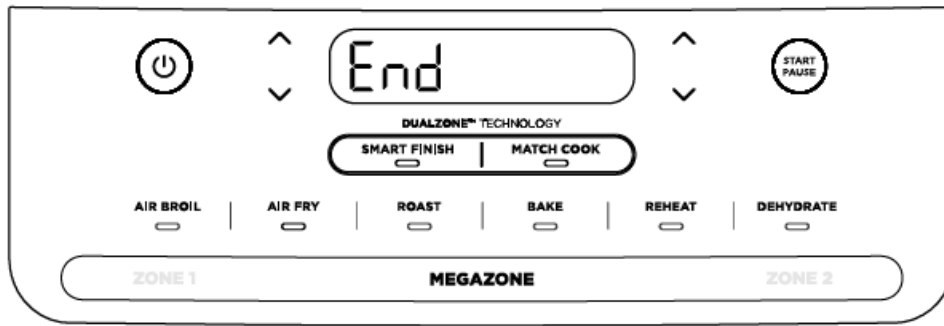 End
START
PAUSE
DUALZONE™ TECHNOLOGY
SMART FINISH MATCH COOK
AIR BROIL AIR FRY ROAST BAKE REHEAT DEHYDRATE
ZONE 1 MEGAZONE ZONE 2